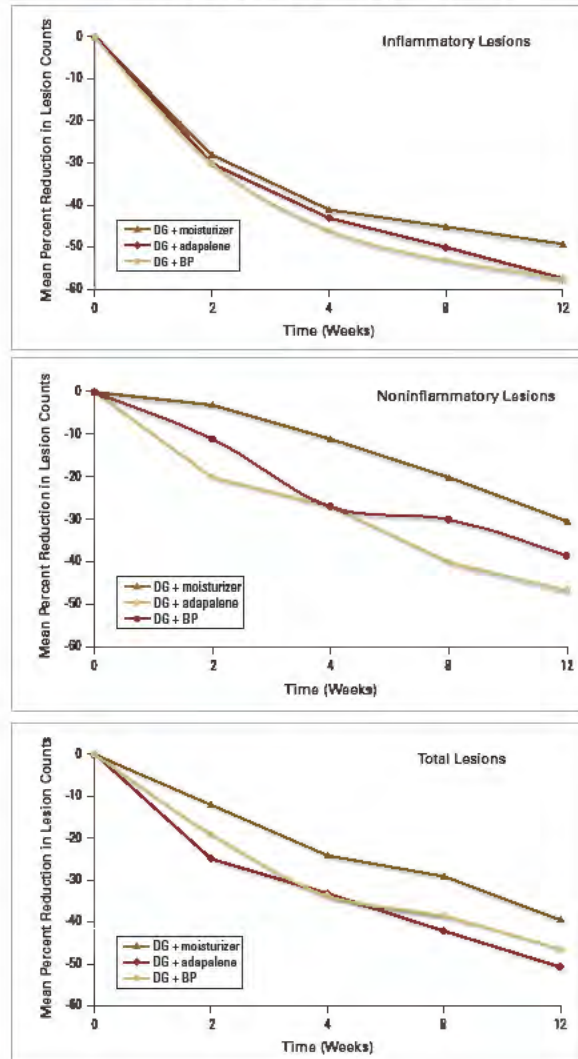 Inflammatory Lesions
Mean Percent Reduction in Lesion Counts
0
-10
-20
-30
-40
-50
-60
DG + moisturizer
DG + adapalene
DG + BP
0 2 4 8 12
Time (Weeks)
Noninflammatory Lesions
Mean Percent Reduction in Lesion Counts
0
-10
-20
-30
-40
-50
-60
DG + moisturizer
DG + adapalene
DG + BP
0 2 4 8 12
Time (Weeks)
Total Lesions
Mean Percent Reduction in Lesion Counts
0
-10
-20
-30
-40
-50
-60
DG + moisturizer
DG + adapalene
DG + BP
0 2 4 8 12
Time (Weeks)